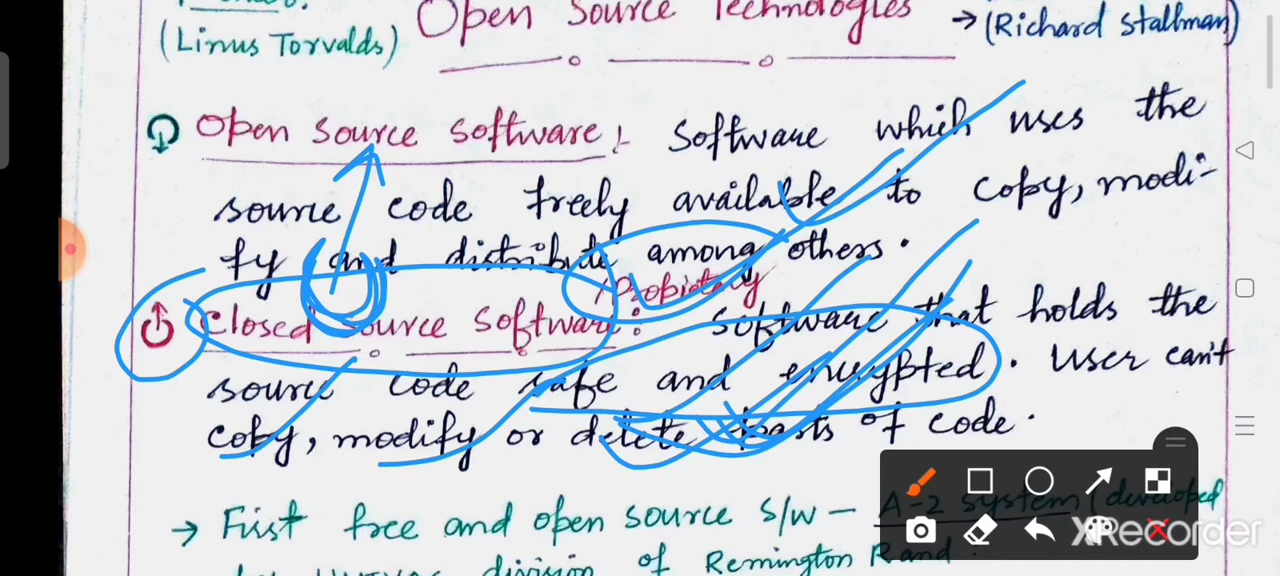 Open Source Technologies
(Linus Torvalds)
→ (Richard Stallman)
Open source software :- Software which uses the
source code freely available to copy, modi-
fy and distribute among others.
Probietary
Closed source software : Software that holds the
source code safe and encrypted. User can't
copy, modify or delete parts of code.
→ First free and open source s/w - A-2 system (developed
division of Remington Rand.
XRecorder